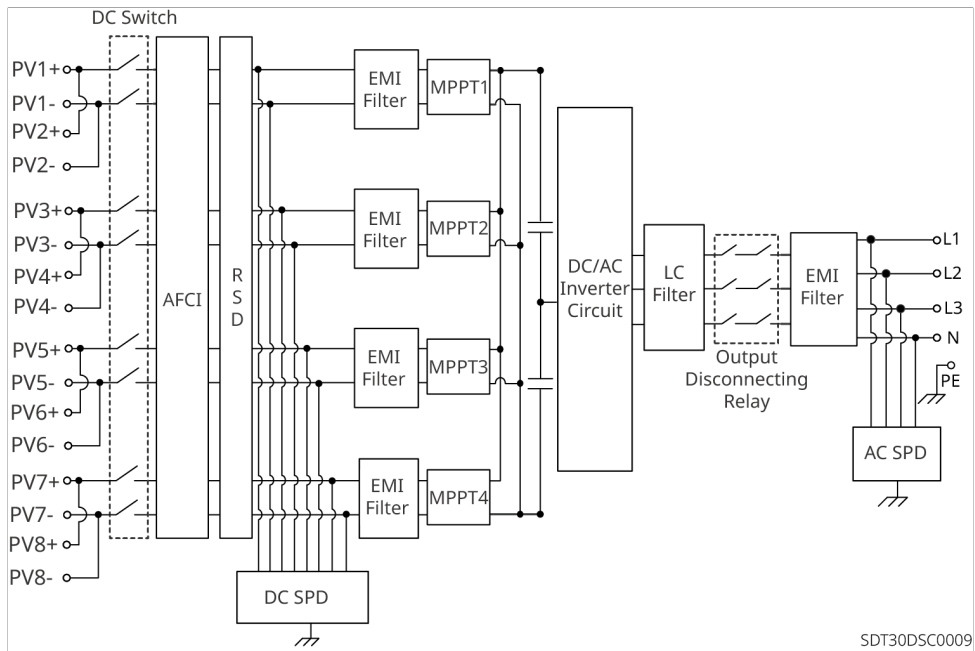 DC Switch
PV1+
PV1-
PV2+
PV2-
PV3+
PV3-
PV4+
PV4-
PV5+
PV5-
PV6+
PV6-
PV7+
PV7-
PV8+
PV8-
AFCI
R
S
D
EMI
Filter
MPPT1
EMI
Filter
MPPT2
EMI
Filter
MPPT3
EMI
Filter
MPPT4
DC SPD
DC/AC
Inverter
Circuit
LC
Filter
Output
Disconnecting
Relay
EMI
Filter
L1
L2
L3
N
PE
AC SPD
SDT30DSC0009